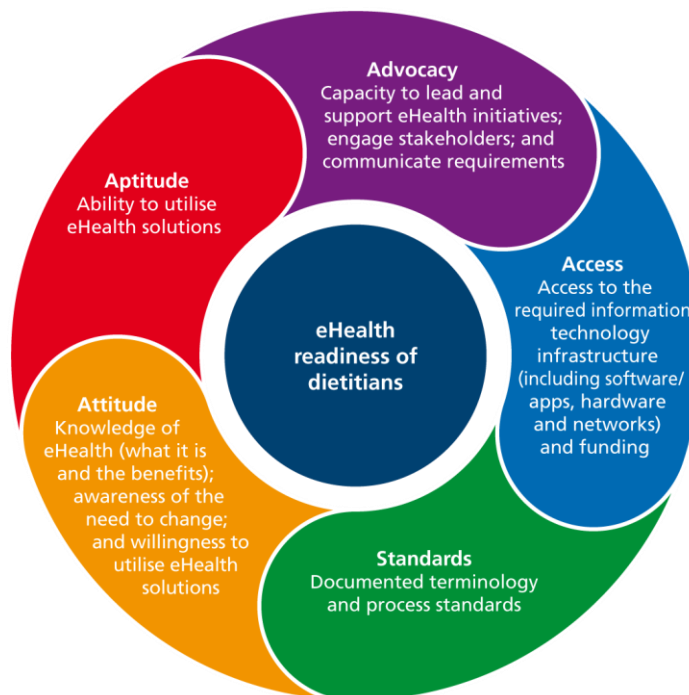 Advocacy
Capacity to lead and
support eHealth initiatives;
engage stakeholders; and
communicate requirements
Aptitude
Ability to utilise
eHealth solutions
Access
Access to the
required information
technology
infrastructure
(including software/
apps, hardware
and networks)
and funding
eHealth
readiness of
dietitians
Attitude
Knowledge of
eHealth (what it is
and the benefits);
awareness of the
need to change;
and willingness to
utilise eHealth
solutions
Standards
Documented terminology
and process standards